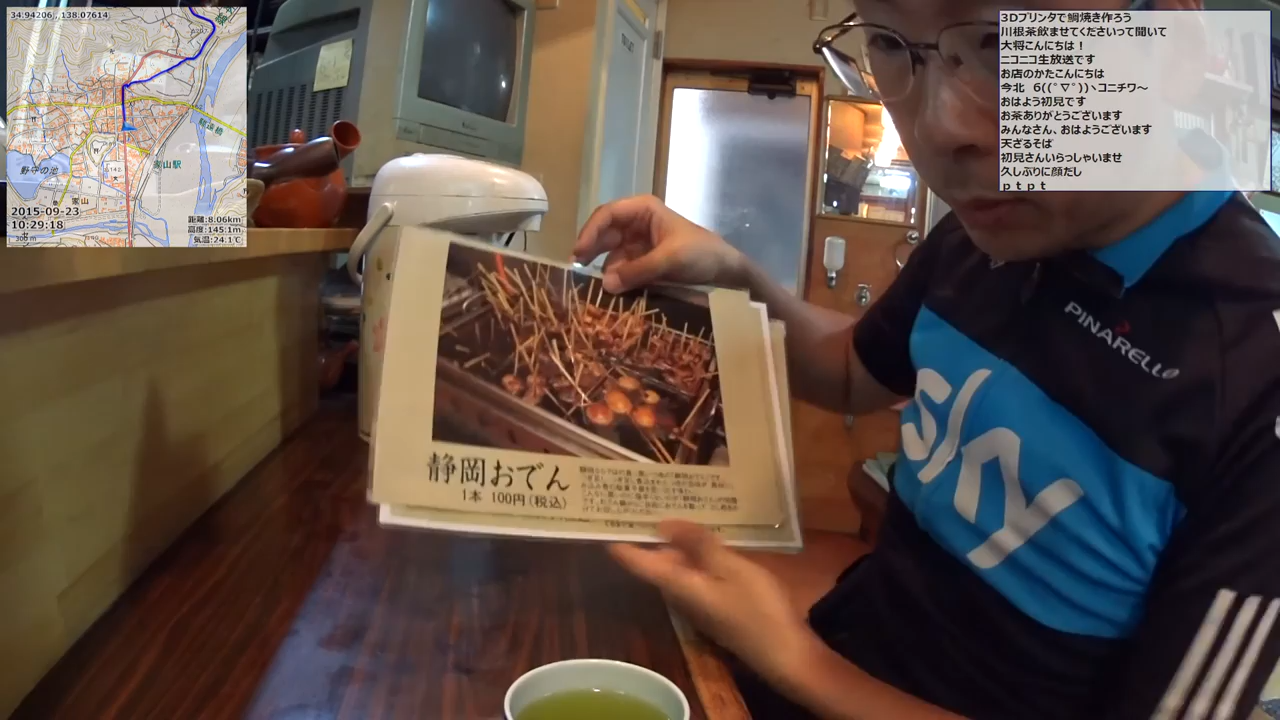 34.94206 , 138.07614
野守の池
家山駅
家山
2015-09-23
10:29:18
300 m
距離:8.06km
高度:145.1m
気温:24.1℃
3Dプリンタで鯛焼き作ろう
川根茶飲ませてくださいって聞いて
大将こんにちは！
ニコニコ生放送です
お店のかたこんにちは
今北 6((ﾟ▽ﾟ))ヽコニチワ～
おはよう初見です
お茶ありがとうございます
みんなさん、おはようございます
天ざるそば
初見さんいらっしゃいませ
久しぶりに顔だし
ｐｔｐｔ
静岡おでん
1本 100円(税込)
PINARELLO
sky